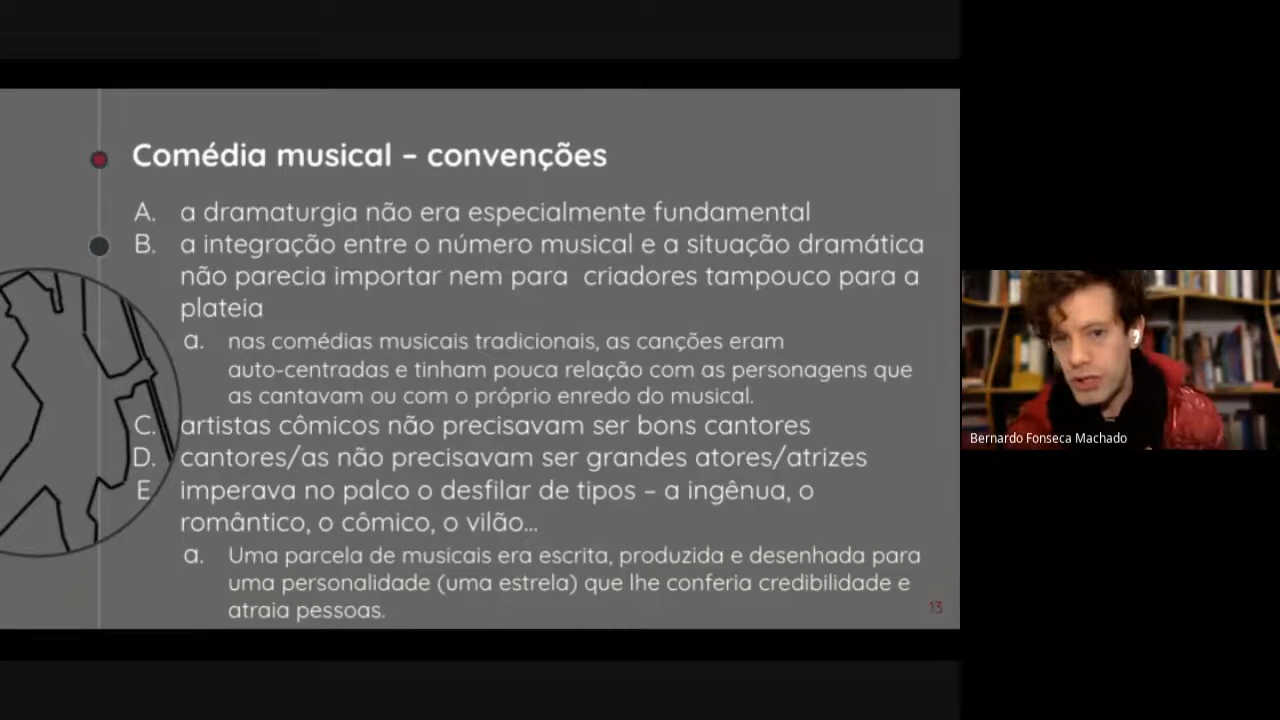 Comédia musical – convenções
A. a dramaturgia não era especialmente fundamental
B. a integração entre o número musical e a situação dramática
não parecia importar nem para criadores tampouco para a
plateia
a. nas comédias musicais tradicionais, as canções eram
auto-centradas e tinham pouca relação com as personagens que
as cantavam ou com o próprio enredo do musical.
C. artistas cômicos não precisavam ser bons cantores
D. cantores/as não precisavam ser grandes atores/atrizes
E. imperava no palco o desfilar de tipos – a ingênua, o
romântico, o cômico, o vilão...
a. Uma parcela de musicais era escrita, produzida e desenhada para
uma personalidade (uma estrela) que lhe conferia credibilidade e
atraia pessoas.
13
Bernardo Fonseca Machado